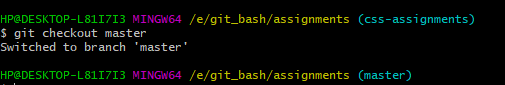 HP@DESKTOP-L81I7I3 MINGW64 /e/git_bash/assignments (css-assignments)
$ git checkout master
Switched to branch 'master'
HP@DESKTOP-L81I7I3 MINGW64 /e/git_bash/assignments (master)